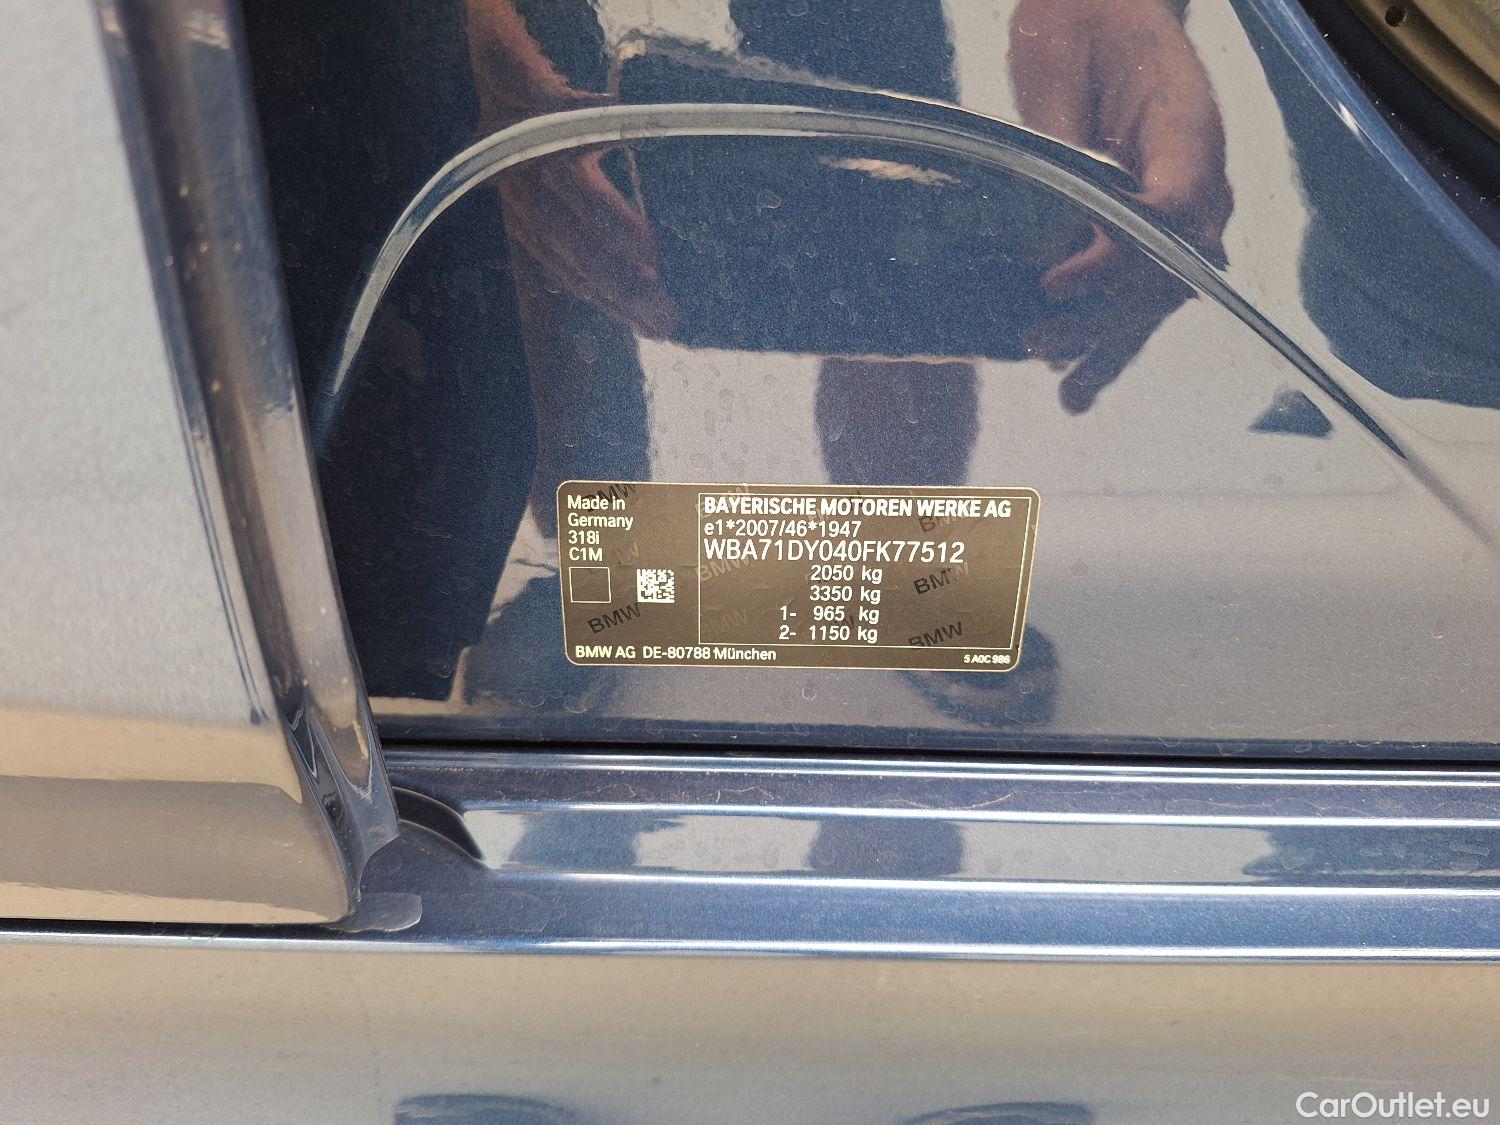 Made in
Germany
318i
C1M
BAYERISCHE MOTOREN WERKE AG
e1*2007/46*1947
WBA71DY040FK77512
2050 kg
3350 kg
1- 965 kg
2- 1150 kg
BMW AG DE-80788 München
5 A0C 986
CarOutlet.eu